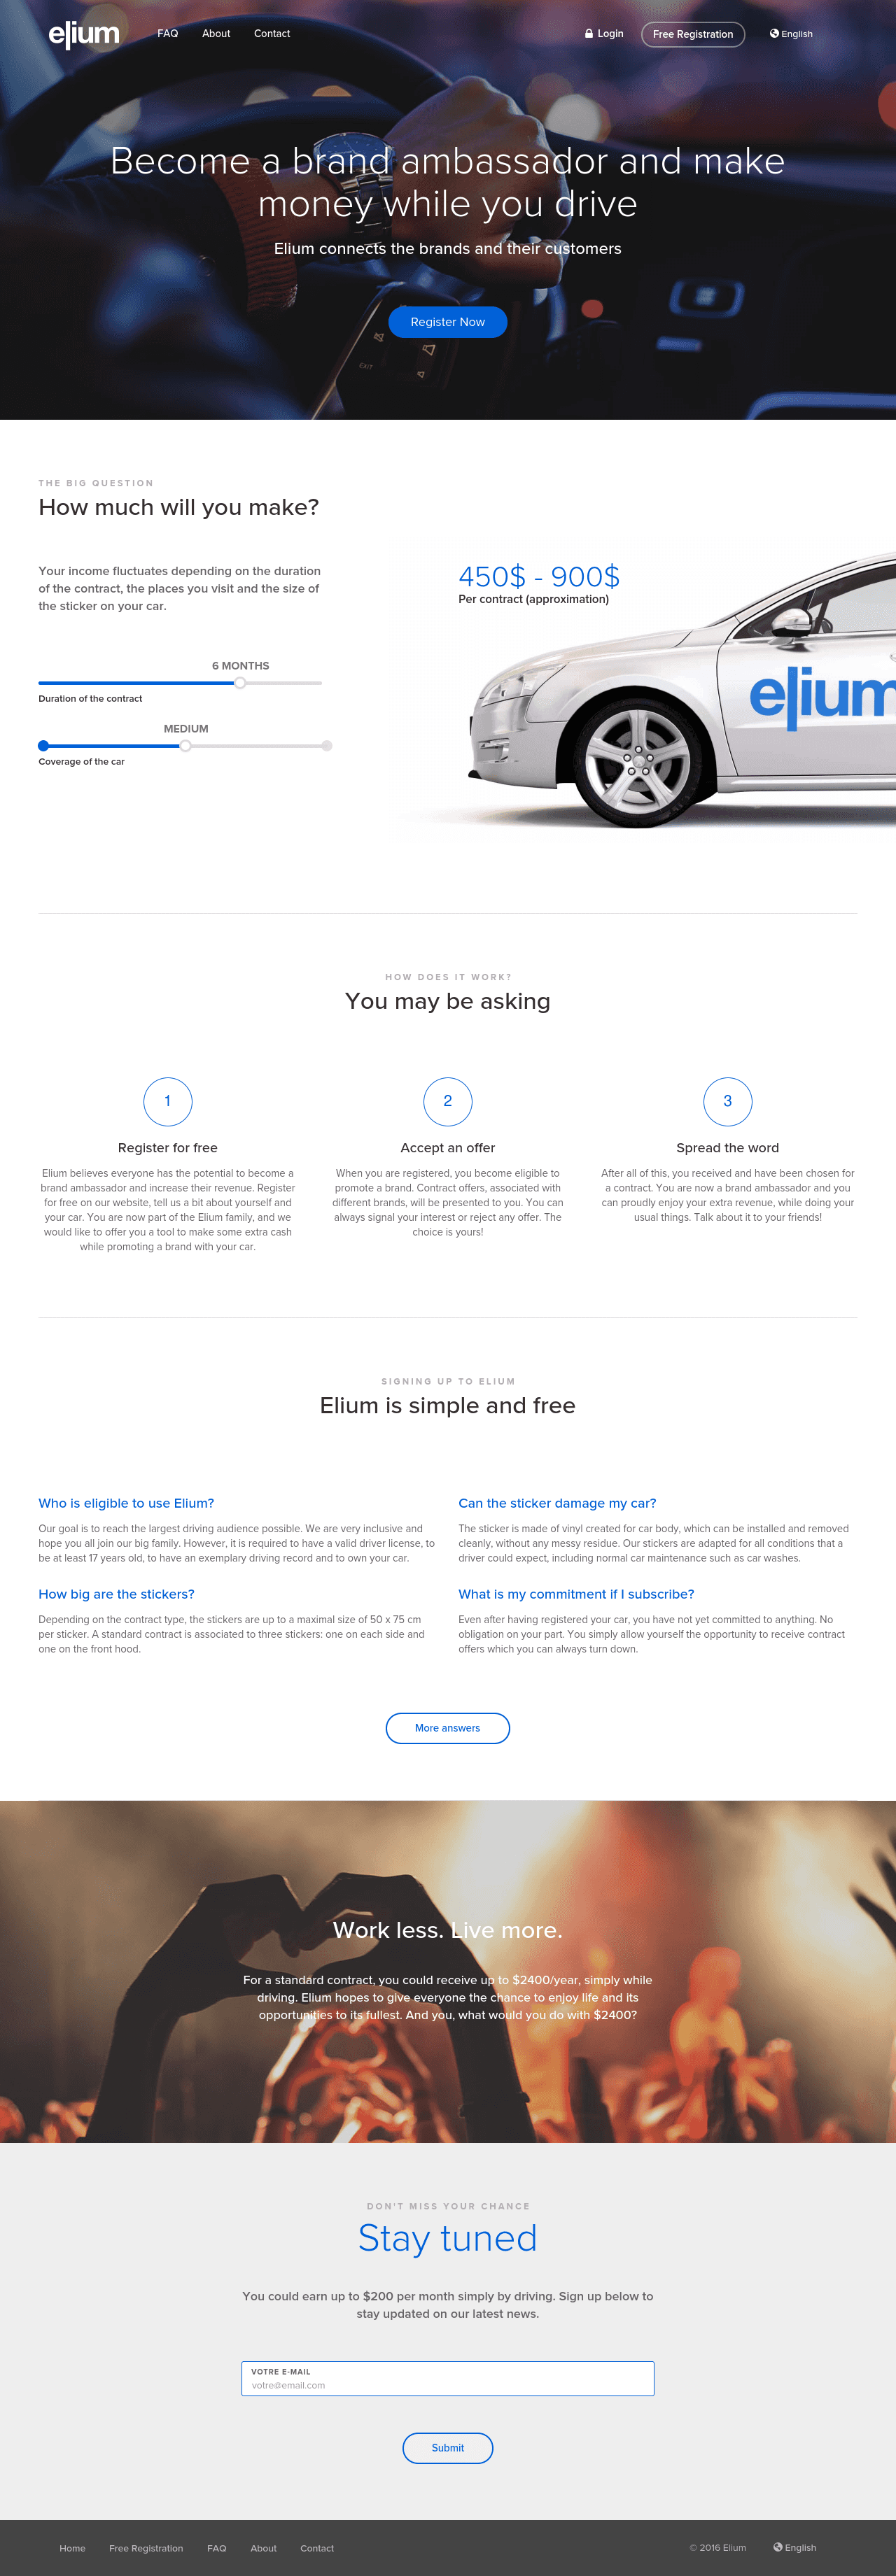 elium
FAQ
About
Contact
Login
Free Registration
English
Become a brand ambassador and make
money while you drive
Elium connects the brands and their customers
EXIT
Register Now
THE BIG QUESTION
How much will you make?
Your income fluctuates depending on the duration
of the contract, the places you visit and the size of
the sticker on your car.
6 MONTHS
Duration of the contract
MEDIUM
Coverage of the car
450$ - 900$
Per contract (approximation)
elium
HOW DOES IT WORK?
You may be asking
1
Register for free
Elium believes everyone has the potential to become a
brand ambassador and increase their revenue. Register
for free on our website, tell us a bit about yourself and
your car. You are now part of the Elium family, and we
would like to offer you a tool to make some extra cash
while promoting a brand with your car.
2
Accept an offer
When you are registered, you become eligible to
promote a brand. Contract offers, associated with
different brands, will be presented to you. You can
always signal your interest or reject any offer. The
choice is yours!
3
Spread the word
After all of this, you received and have been chosen for
a contract. You are now a brand ambassador and you
can proudly enjoy your extra revenue, while doing your
usual things. Talk about it to your friends!
SIGNING UP TO ELIUM
Elium is simple and free
Who is eligible to use Elium?
Our goal is to reach the largest driving audience possible. We are very inclusive and
hope you all join our big family. However, it is required to have a valid driver license, to
be at least 17 years old, to have an exemplary driving record and to own your car.
Can the sticker damage my car?
The sticker is made of vinyl created for car body, which can be installed and removed
cleanly, without any messy residue. Our stickers are adapted for all conditions that a
driver could expect, including normal car maintenance such as car washes.
How big are the stickers?
Depending on the contract type, the stickers are up to a maximal size of 50 x 75 cm
per sticker. A standard contract is associated to three stickers: one on each side and
one on the front hood.
What is my commitment if I subscribe?
Even after having registered your car, you have not yet committed to anything. No
obligation on your part. You simply allow yourself the opportunity to receive contract
offers which you can always turn down.
More answers
Work less. Live more.
For a standard contract, you could receive up to $2400/year, simply while
driving. Elium hopes to give everyone the chance to enjoy life and its
opportunities to its fullest. And you, what would you do with $2400?
DON'T MISS YOUR CHANCE
Stay tuned
You could earn up to $200 per month simply by driving. Sign up below to
stay updated on our latest news.
VOTRE E-MAIL
votre@email.com
Submit
Home
Free Registration
FAQ
About
Contact
© 2016 Elium
English